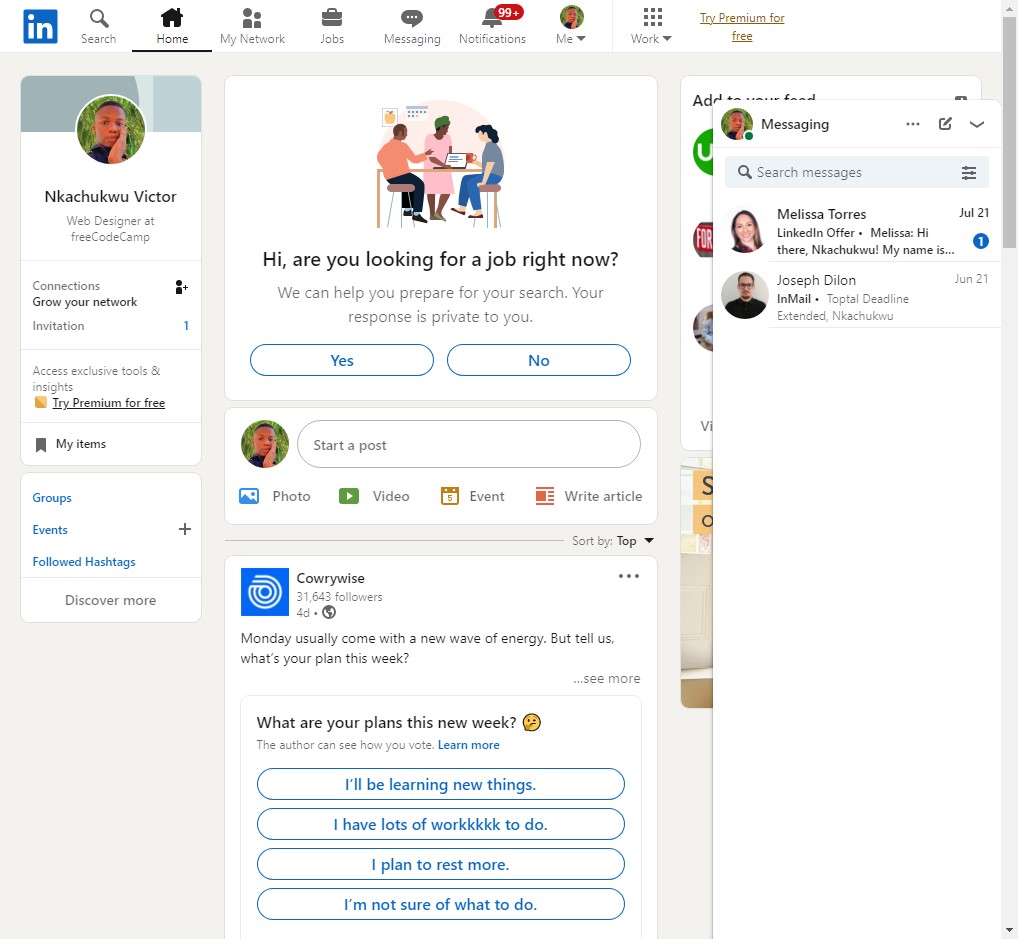 in
Search
Home
My Network
Jobs
Messaging
99+
Notifications
Me
Work
Try Premium for
free
Nkachukwu Victor
Web Designer at
freeCodeCamp
Connections
Grow your network
Invitation 1
Access exclusive tools &
insights
Try Premium for free
My items
Groups
Events
Followed Hashtags
Discover more
Hi, are you looking for a job right now?
We can help you prepare for your search. Your
response is private to you.
Yes No
Start a post
Photo Video 5 Event Write article
Sort by: Top
Cowrywise
31,643 followers
4d •
Monday usually come with a new wave of energy. But tell us,
what's your plan this week?
...see more
What are your plans this new week?
The author can see how you vote. Learn more
I'll be learning new things.
I have lots of workkkkk to do.
I plan to rest more.
I'm not sure of what to do.
Add to your feed
FOR
Vi
S
Messaging
Search messages
Melissa Torres Jul 21
LinkedIn Offer • Melissa: Hi
there, Nkachukwu! My name is... 1
Joseph Dilon Jun 21
InMail • Toptal Deadline
Extended, Nkachukwu